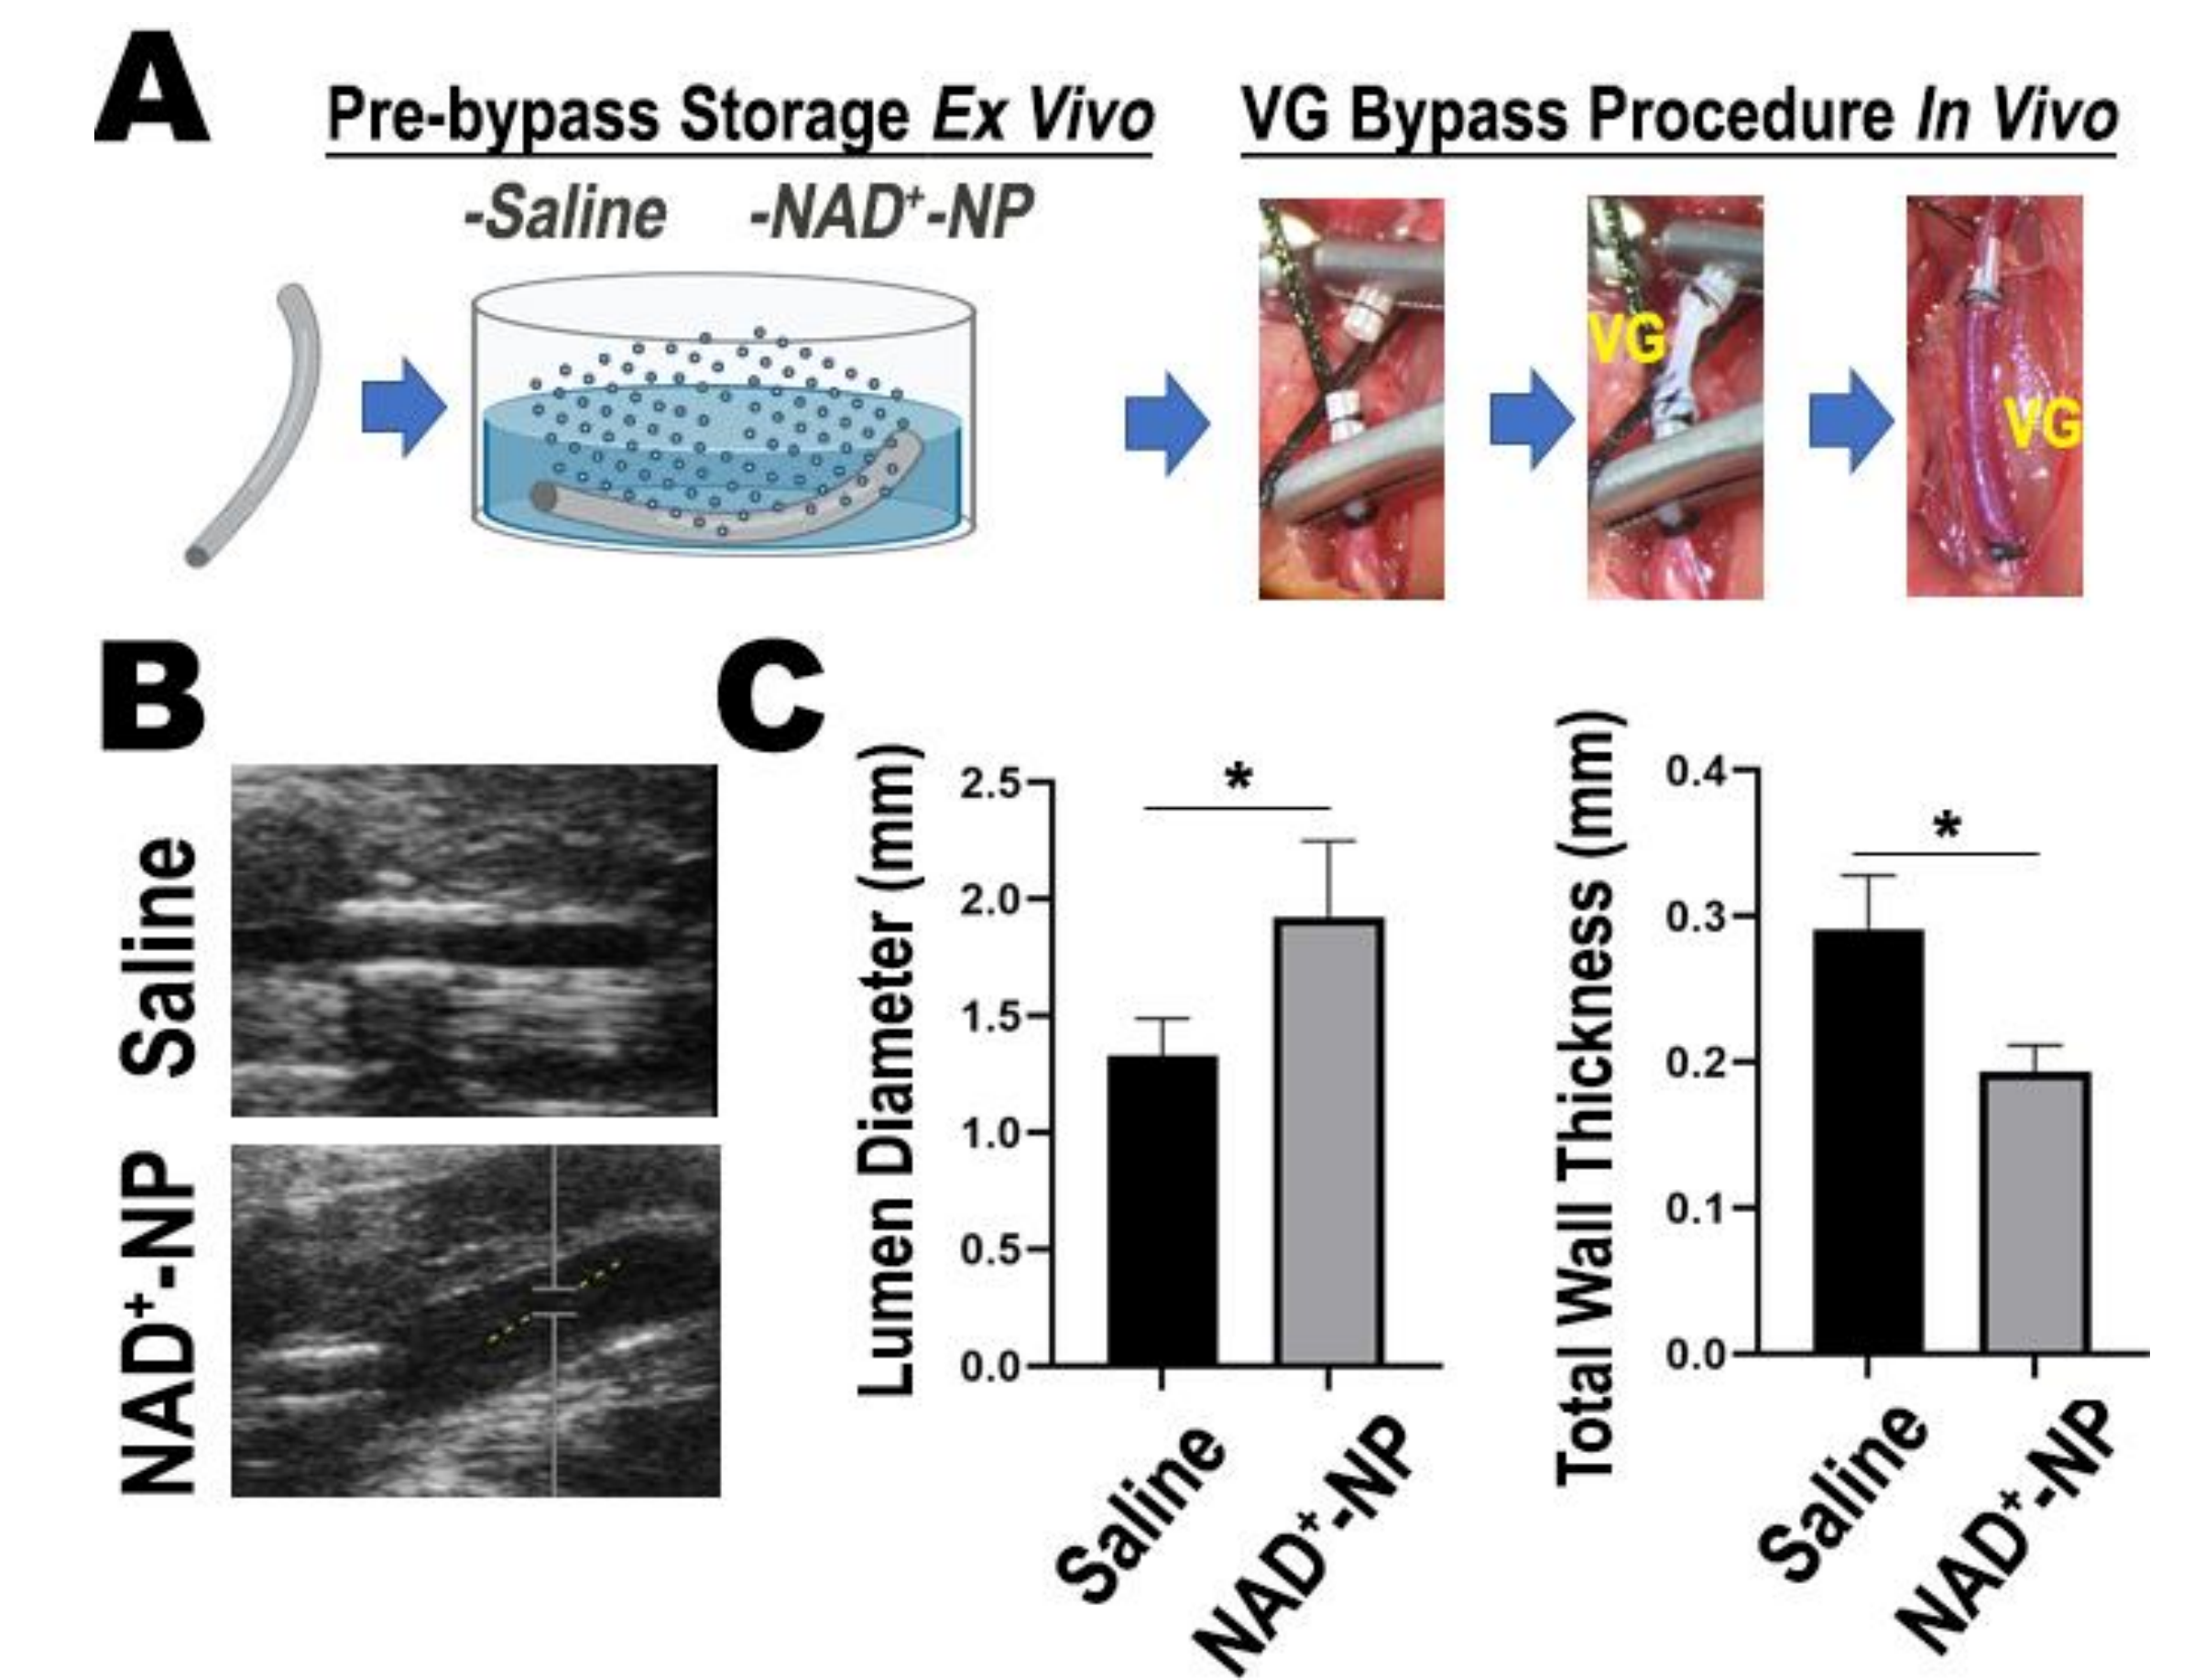 A
Pre-bypass Storage Ex Vivo
VG Bypass Procedure In Vivo
-Saline
-NAD⁺-NP
VG
VG
B
Saline
NAD⁺-NP
C
Lumen Diameter (mm)
2.5
2.0
1.5
1.0
0.5
0.0
*
Saline
NAD⁺-NP
Total Wall Thickness (mm)
0.4
0.3
0.2
0.1
0.0
*
Saline
NAD⁺-NP